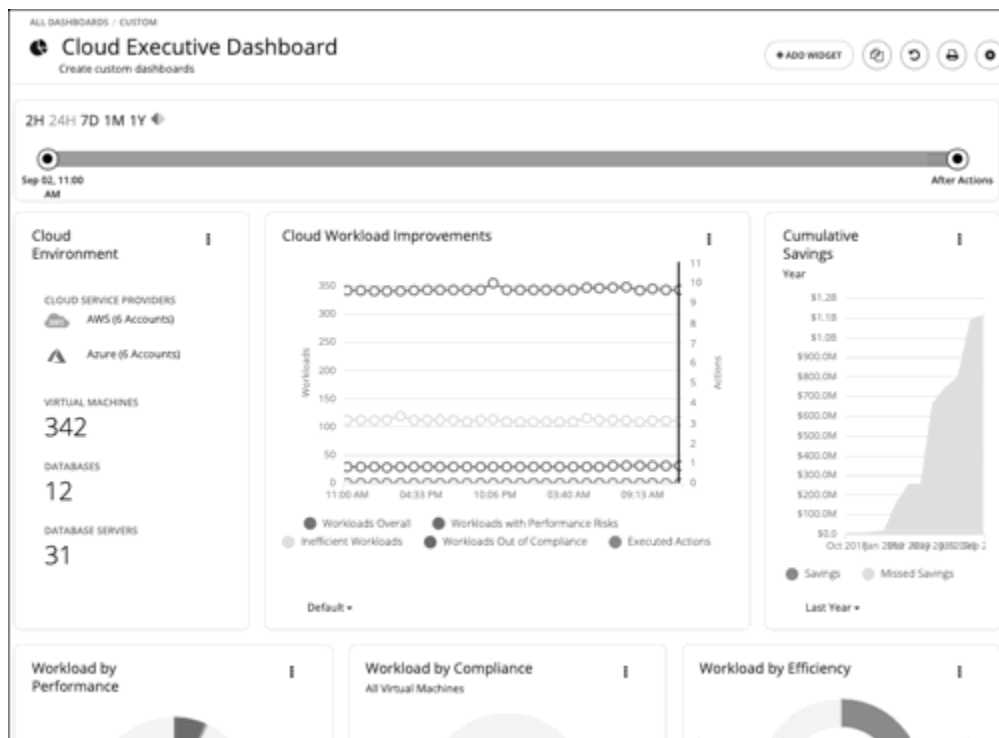 ALL DASHBOARDS / CUSTOM
Cloud Executive Dashboard
Create custom dashboards
ADD WIDGET
2H 24H 7D 1M 1Y
Sep 02, 11:00
AM
After Actions
Cloud
Environment
CLOUD SERVICE PROVIDERS
AWS (6 Accounts)
Azure (6 Accounts)
VIRTUAL MACHINES
342
DATABASES
12
DATABASE SERVERS
31
Cloud Workload Improvements
Workloads
350
300
250
200
150
100
50
0
11
10
9
8
7
6
5
4
3
2
1
0
Actions
11:00 AM 04:33 PM 10:06 PM 03:40 AM 09:13 AM
Workloads Overall Workloads with Performance Risks
Inefficient Workloads Workloads Out of Compliance Executed Actions
Default
Cumulative
Savings
Year
$1.2B
$1.1B
$1.0B
$900.0M
$800.0M
$700.0M
$600.0M
$500.0M
$400.0M
$300.0M
$200.0M
$100.0M
$0.0
Oct
Savings Missed Savings
Last Year
Workload by
Performance
Workload by Compliance
All Virtual Machines
Workload by Efficiency